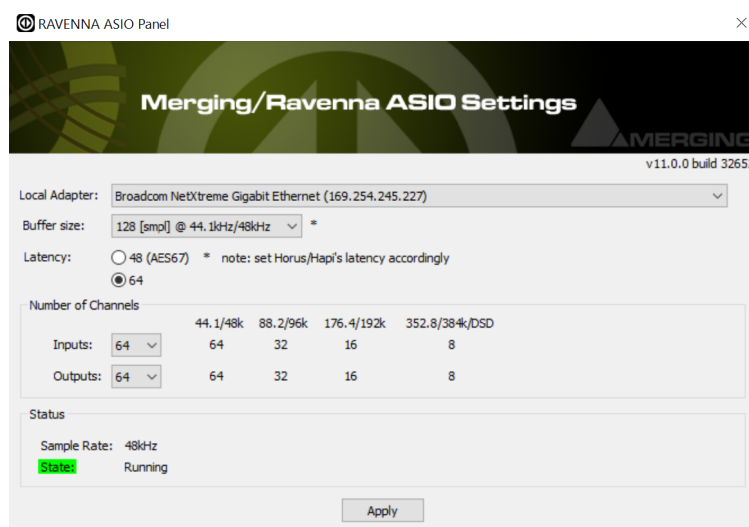 RAVENNA ASIO Panel
Merging/Ravenna ASIO Settings
MERGING
v11.0.0 build 3265
Local Adapter: Broadcom NetXtreme Gigabit Ethernet (169.254.245.227)
Buffer size: 128 [smpl] @ 44.1kHz/48kHz *
Latency: 48 (AES67) * note: set Horus/Hapi's latency accordingly
64
Number of Channels
44.1/48k 88.2/96k 176.4/192k 352.8/384k/DSD
Inputs: 64 64 32 16 8
Outputs: 64 64 32 16 8
Status
Sample Rate: 48kHz
State: Running
Apply